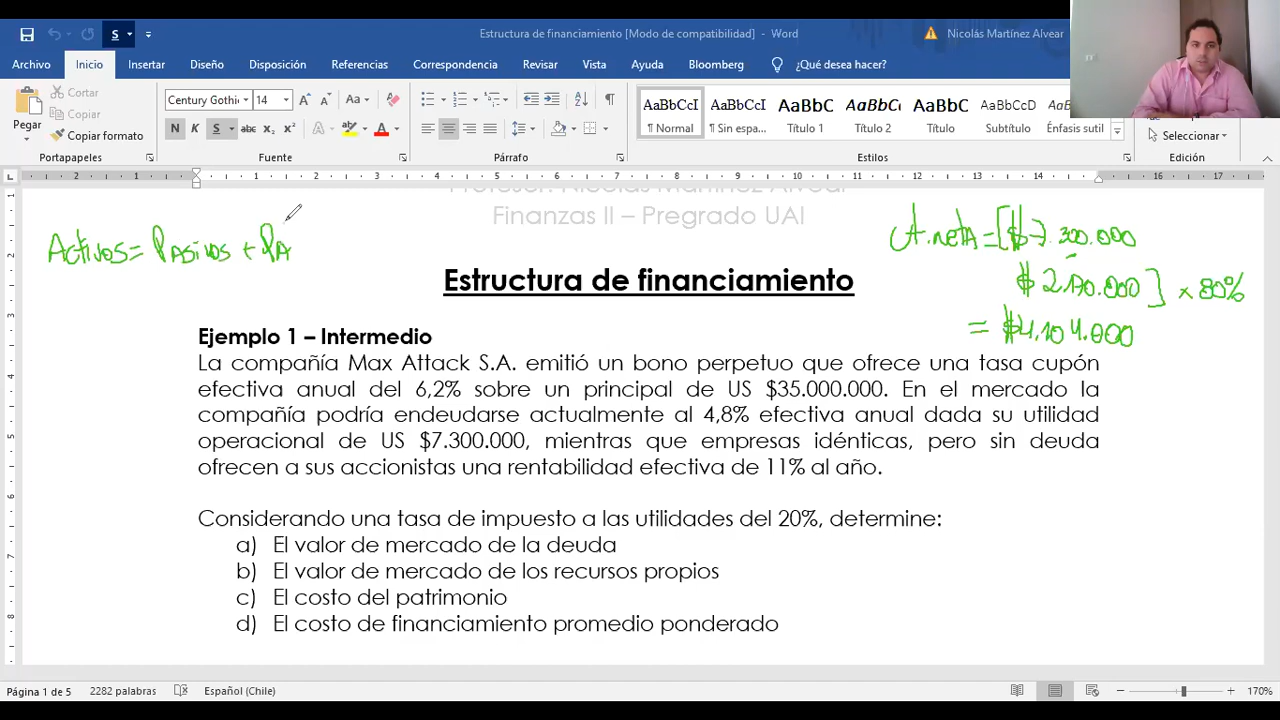 Estructura de financiamiento [Modo de compatibilidad] - Word
Nicolás Martínez Alvear
Archivo Inicio Insertar Diseño Disposición Referencias Correspondencia Revisar Vista Ayuda Bloomberg ¿Qué desea hacer?
Pegar
Cortar
Copiar
Copiar formato
Century Gothic 14
N K S
AaBbCcI AaBbCcI AaBbC AaBbCc AaBbC AaBbCcD
¶ Normal ¶ Sin espa... Título 1 Título 2 Título Subtítulo Énfasis sutil
Seleccionar
Portapapeles Fuente Párrafo Estilos Edición
Profesor: Nicolás Martínez Alvear
Finanzas II – Pregrado UAI
Activos = Pasivos + PA
U. neta = [$ 7.300.000
$ 2.170.000] x 80%
= $4.104.000
Estructura de financiamiento
Ejemplo 1 – Intermedio
La compañía Max Attack S.A. emitió un bono perpetuo que ofrece una tasa cupón
efectiva anual del 6,2% sobre un principal de US $35.000.000. En el mercado la
compañía podría endeudarse actualmente al 4,8% efectiva anual dada su utilidad
operacional de US $7.300.000, mientras que empresas idénticas, pero sin deuda
ofrecen a sus accionistas una rentabilidad efectiva de 11% al año.
Considerando una tasa de impuesto a las utilidades del 20%, determine:
a) El valor de mercado de la deuda
b) El valor de mercado de los recursos propios
c) El costo del patrimonio
d) El costo de financiamiento promedio ponderado
Página 1 de 5 2292 palabras Español (Chile) 170%